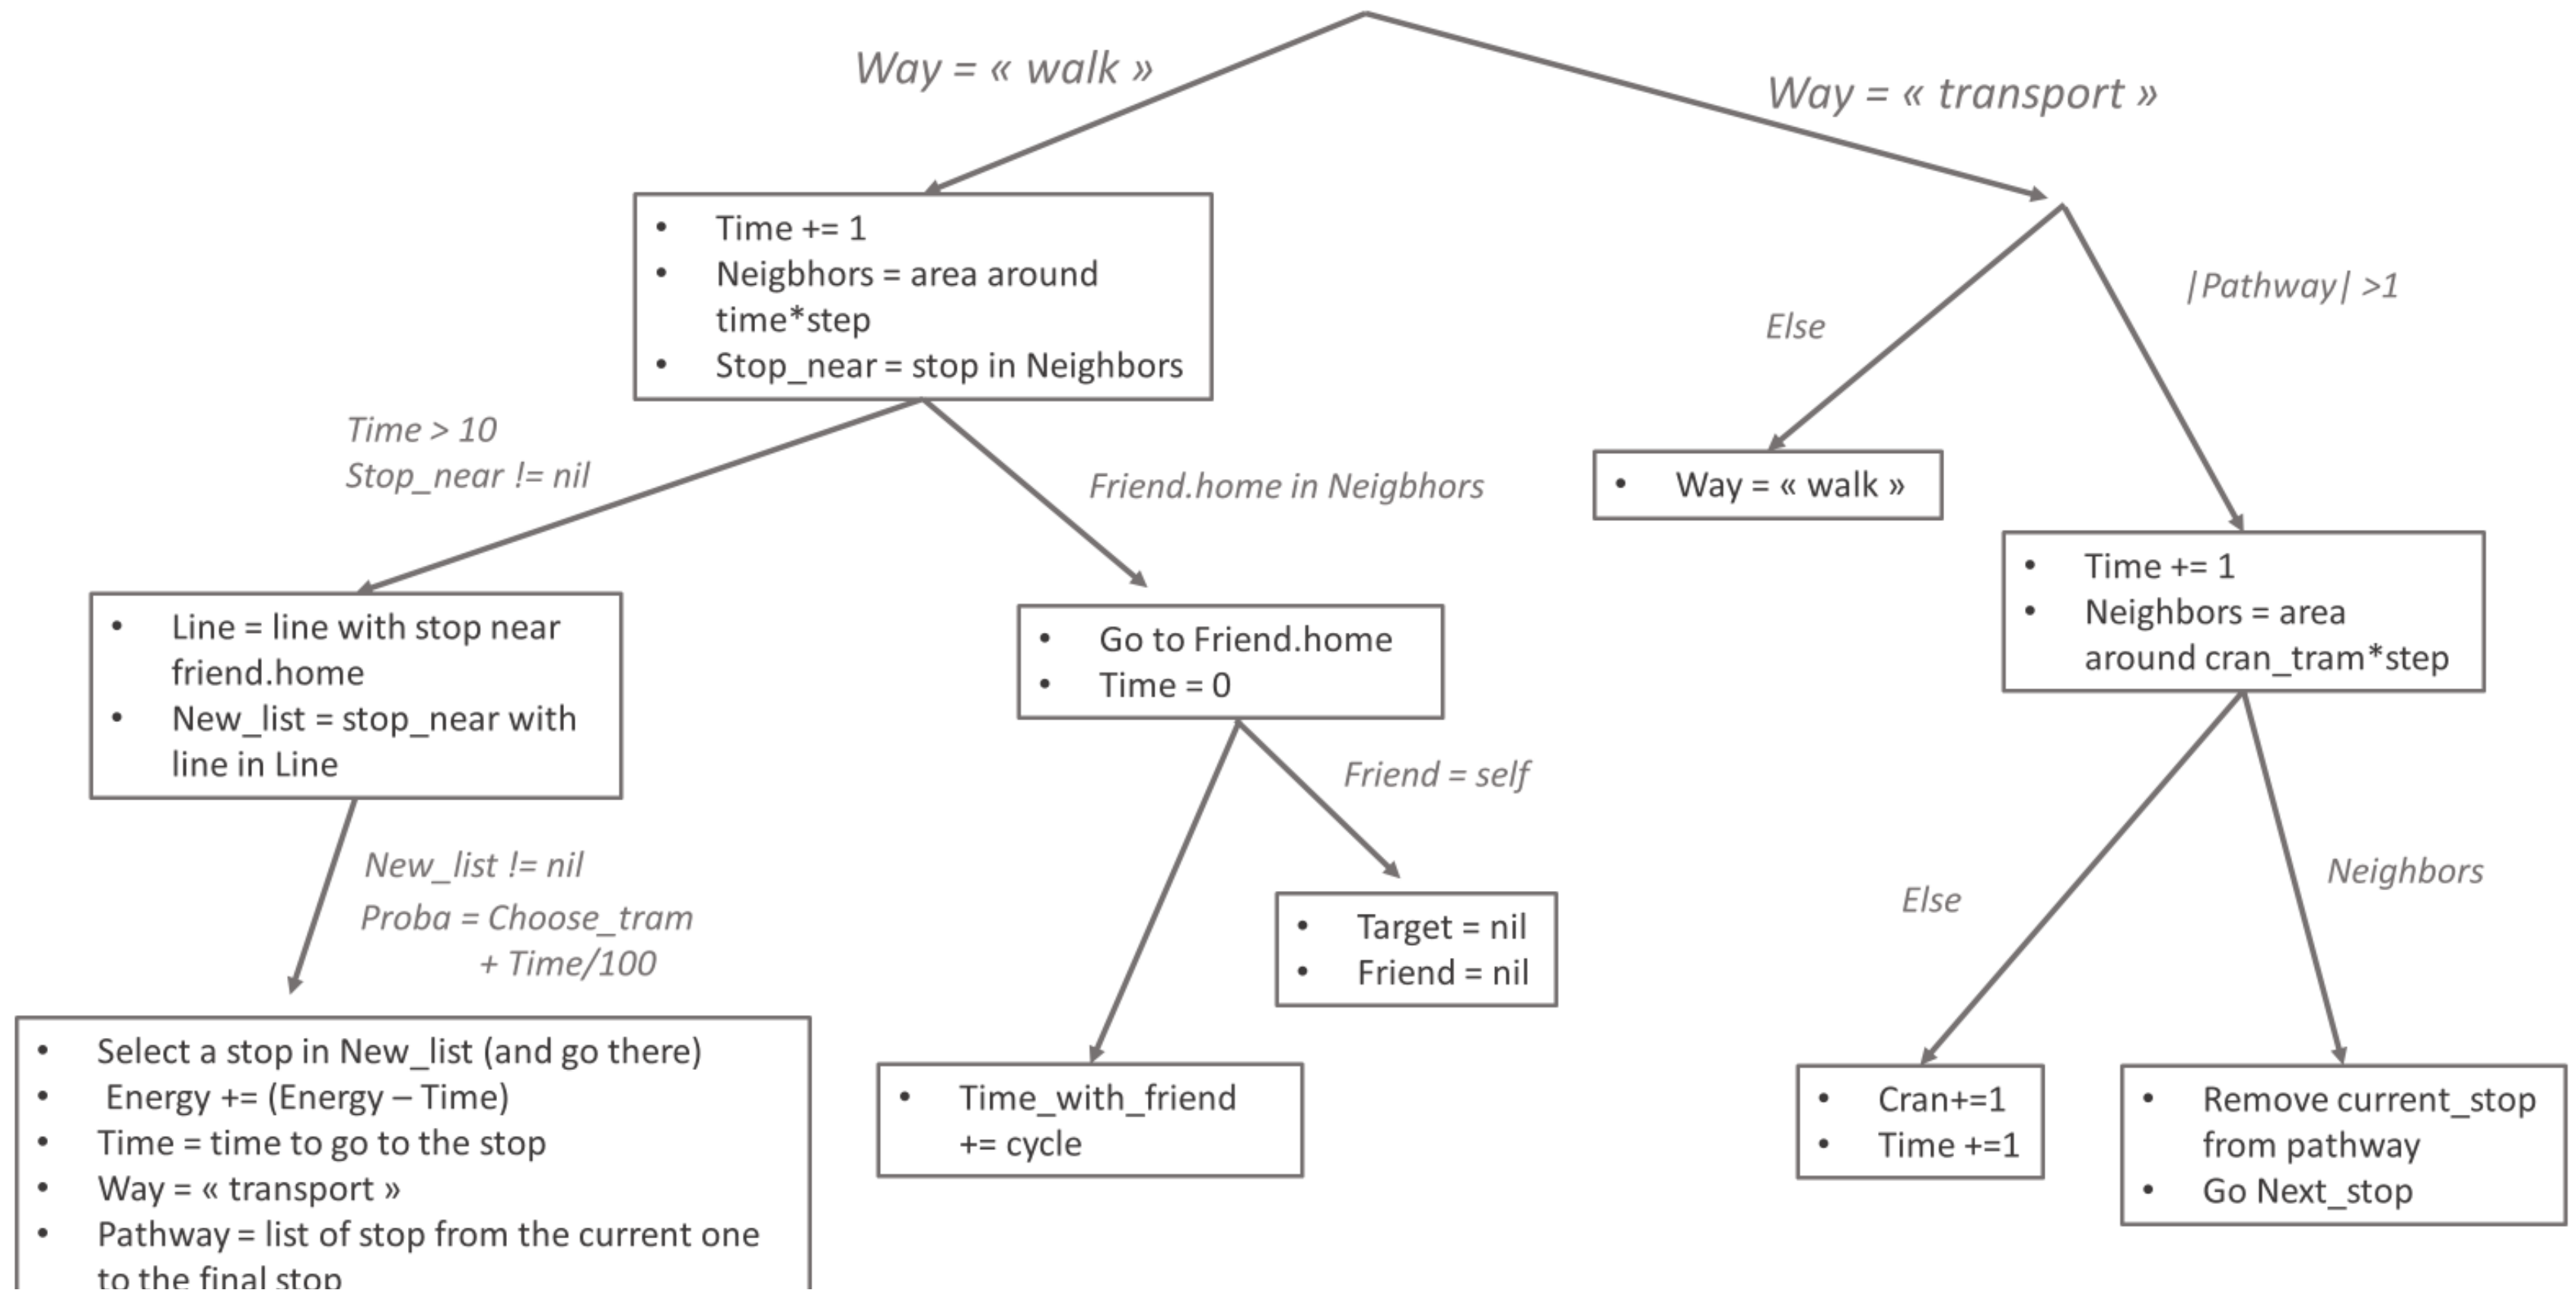 Way = « walk »
Way = « transport »
• Time += 1
• Neigbhors = area around
time*step
• Stop_near = stop in Neighbors
|Pathway| >1
Else
Time > 10
Stop_near != nil
Friend.home in Neigbhors
• Way = « walk »
• Time += 1
• Neighbors = area
around cran_tram*step
• Line = line with stop near
friend.home
• New_list = stop_near with
line in Line
• Go to Friend.home
• Time = 0
Friend = self
New_list != nil
Proba = Choose_tram
+ Time/100
Else
Neighbors
• Target = nil
• Friend = nil
• Select a stop in New_list (and go there)
• Energy += (Energy – Time)
• Time = time to go to the stop
• Way = « transport »
• Pathway = list of stop from the current one
to the final stop
• Time_with_friend
+= cycle
• Cran+=1
• Time +=1
• Remove current_stop
from pathway
• Go Next_stop